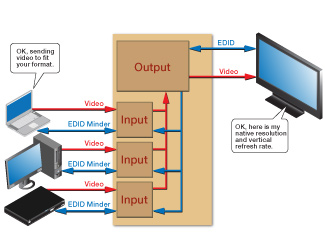 OK, sending
video to fit
your format.
EDID
Output
Video
Video
Input
EDID Minder
OK, here is my
native resolution
and vertical
refresh rate.
Video
Input
EDID Minder
Video
Input
EDID Minder